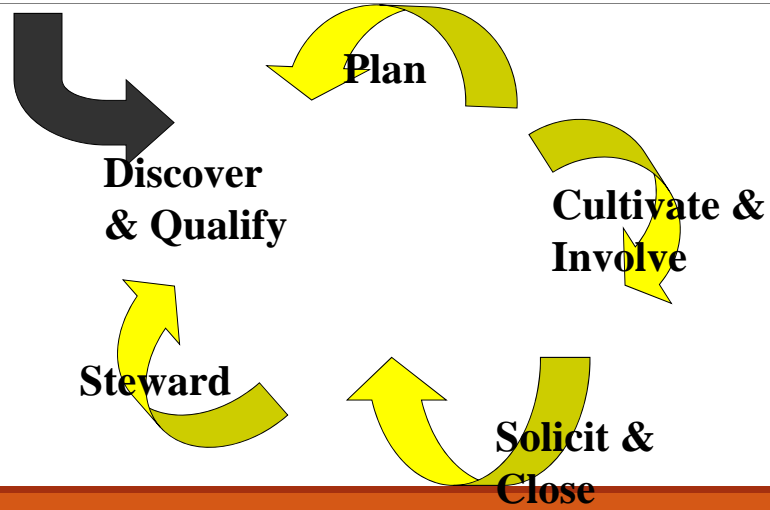 Plan
Discover
& Qualify
Cultivate &
Involve
Steward
Solicit &
Close